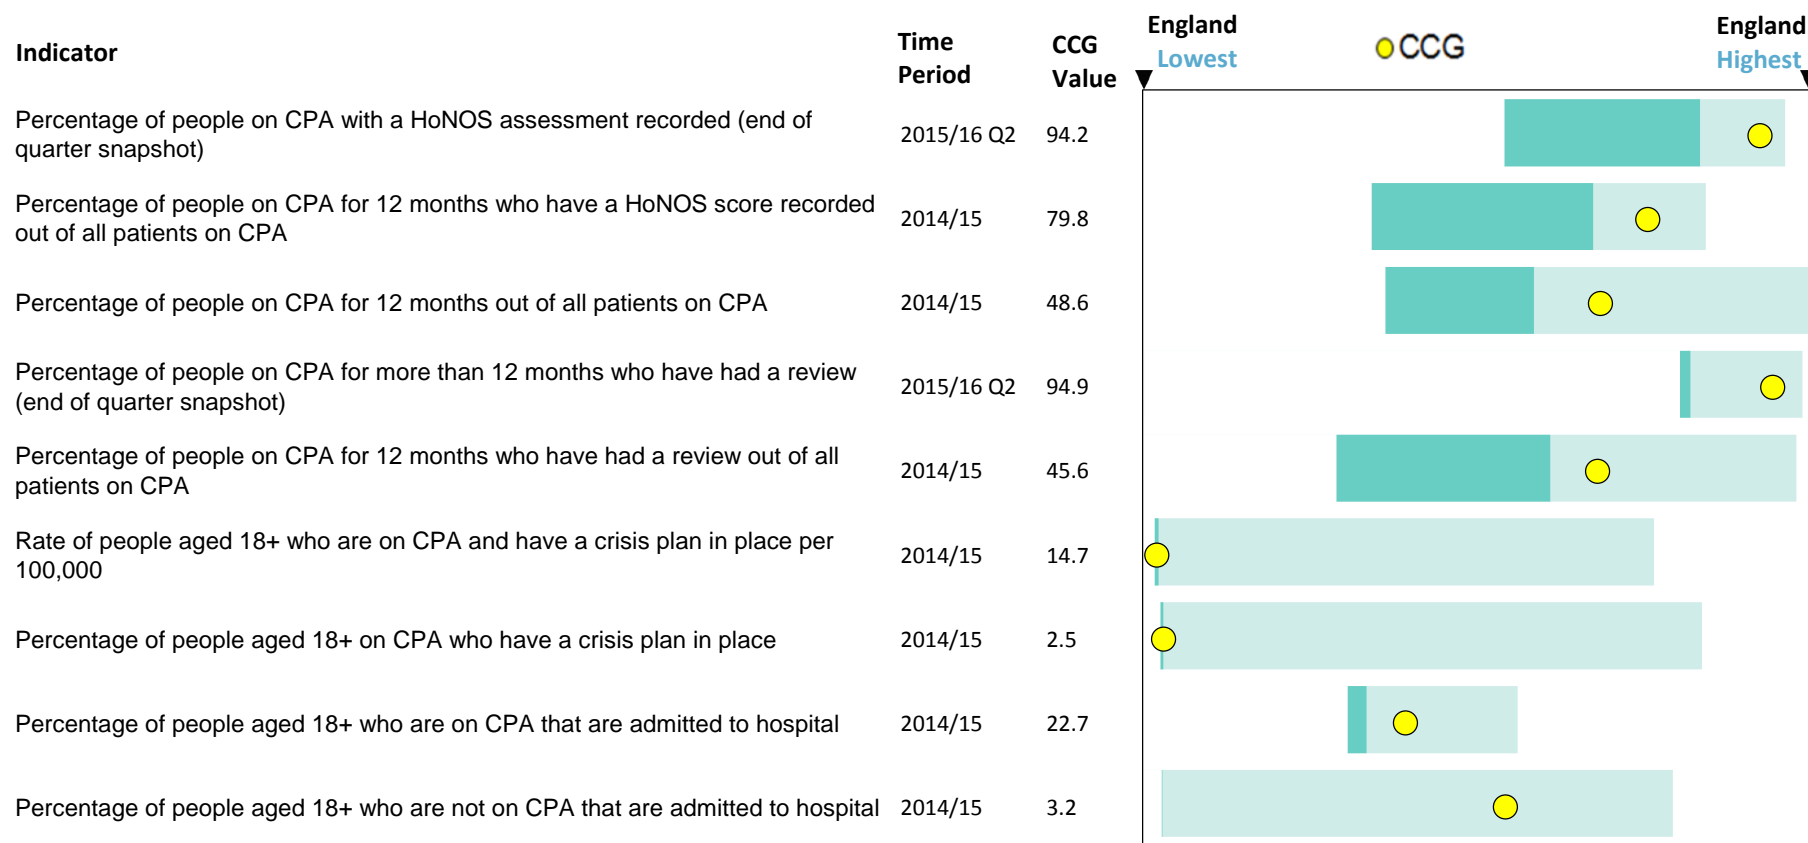 Indicator
Time Period
CCG Value
England Lowest
CCG
England Highest
Percentage of people on CPA with a HoNOS assessment recorded (end of
quarter snapshot)
2015/16 Q2
94.2
Percentage of people on CPA for 12 months who have a HoNOS score recorded
out of all patients on CPA
2014/15
79.8
Percentage of people on CPA for 12 months out of all patients on CPA
2014/15
48.6
Percentage of people on CPA for more than 12 months who have had a review
(end of quarter snapshot)
2015/16 Q2
94.9
Percentage of people on CPA for 12 months who have had a review out of all
patients on CPA
2014/15
45.6
Rate of people aged 18+ who are on CPA and have a crisis plan in place per
100,000
2014/15
14.7
Percentage of people aged 18+ on CPA who have a crisis plan in place
2014/15
2.5
Percentage of people aged 18+ who are on CPA that are admitted to hospital
2014/15
22.7
Percentage of people aged 18+ who are not on CPA that are admitted to hospital
2014/15
3.2